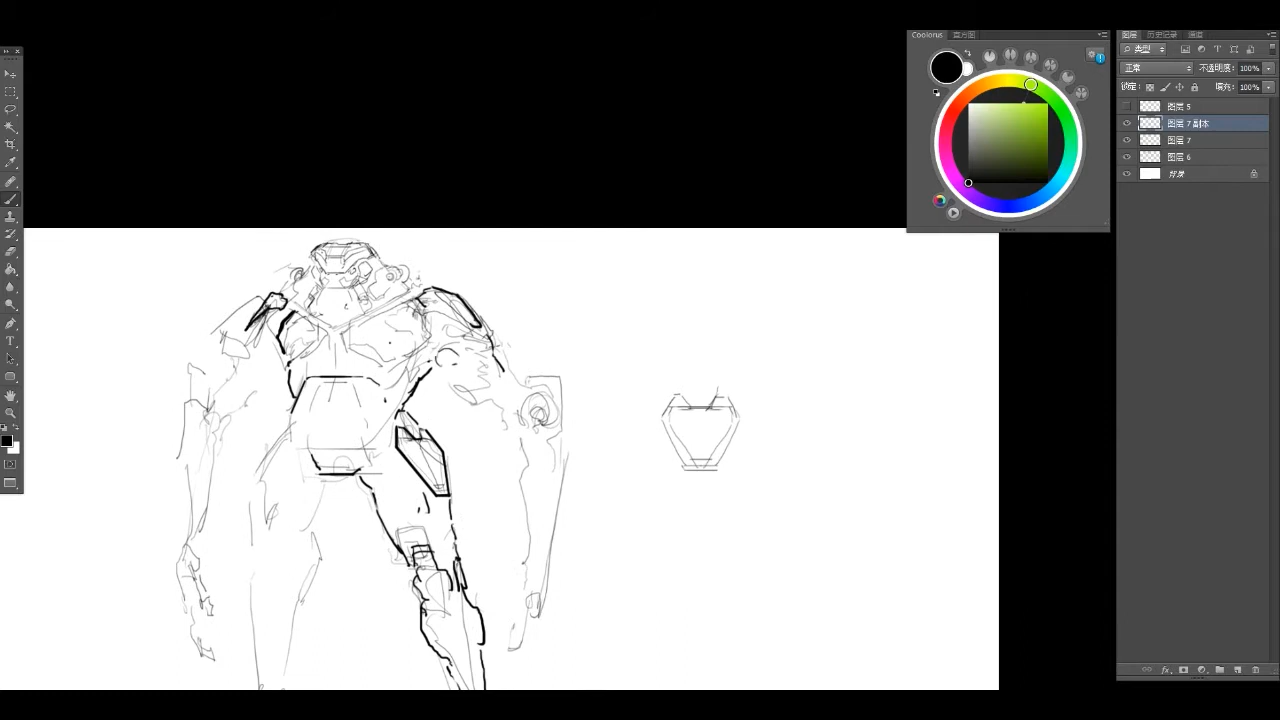 Coolorus
直方图
图层 历史记录 通道
类型
正常 不透明度: 100%
锁定: 填充: 100%
图层 5
图层 7 副本
图层 7
图层 6
背景